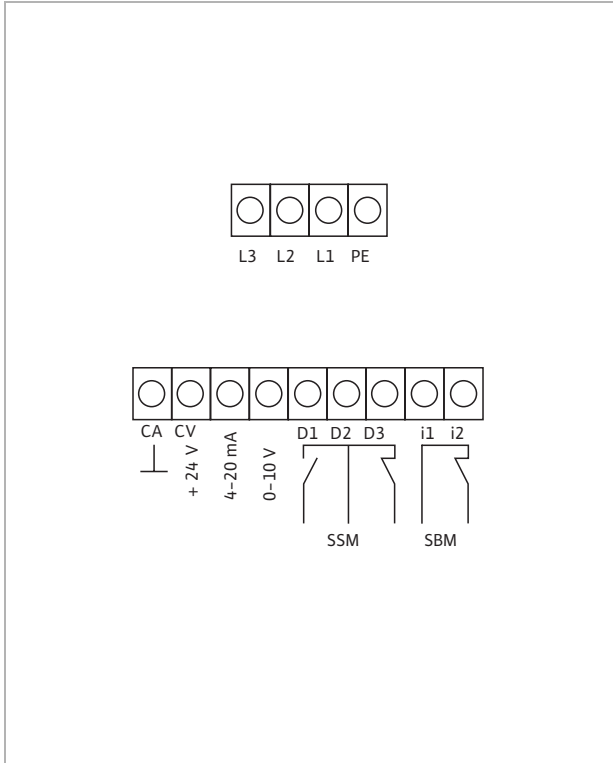 L3 L2 L1 PE
CA CV D1 D2 D3 i1 i2
+ 24 V
4-20 mA
0-10 V
SSM SBM